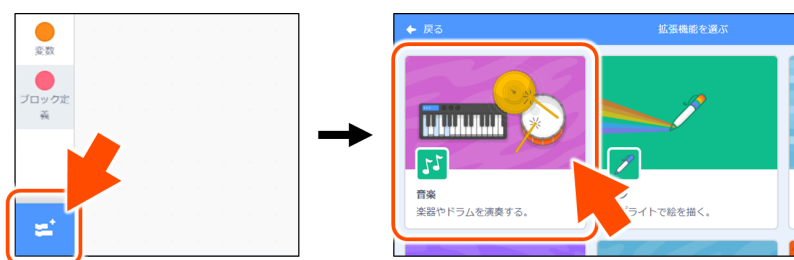 変数
ブロック定
義
戻る
拡張機能を選ぶ
音楽
楽器やドラムを演奏する。
ライトで絵を描く。